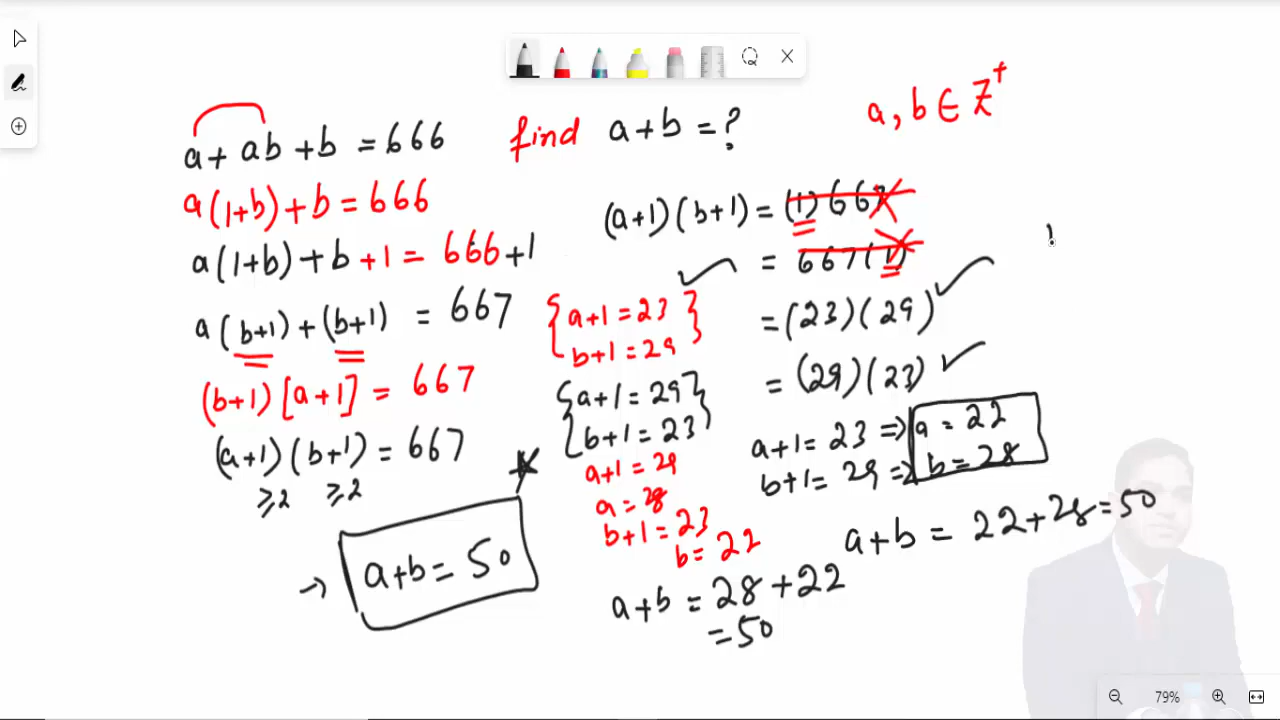 a + ab + b = 666 find a + b = ? a, b ∈ Z⁺
a(1+b) + b = 666
a(1+b) + b + 1 = 666 + 1
a(b+1) + (b+1) = 667
(b+1)[a+1] = 667
(a+1)(b+1) = 667
≥2 ≥2
→ a+b = 50
(a+1)(b+1) = (1) 667
= 667(1)
= (23)(29)
= (29)(23)
{a+1 = 23
b+1 = 29}
{a+1 = 29
b+1 = 23}
a+1 = 29
a = 28
b+1 = 23
b = 22
a+b = 28 + 22
= 50
a+1 = 23 ⇒ a = 22
b+1 = 29 ⇒ b = 28
a+b = 22+28 = 50
79%